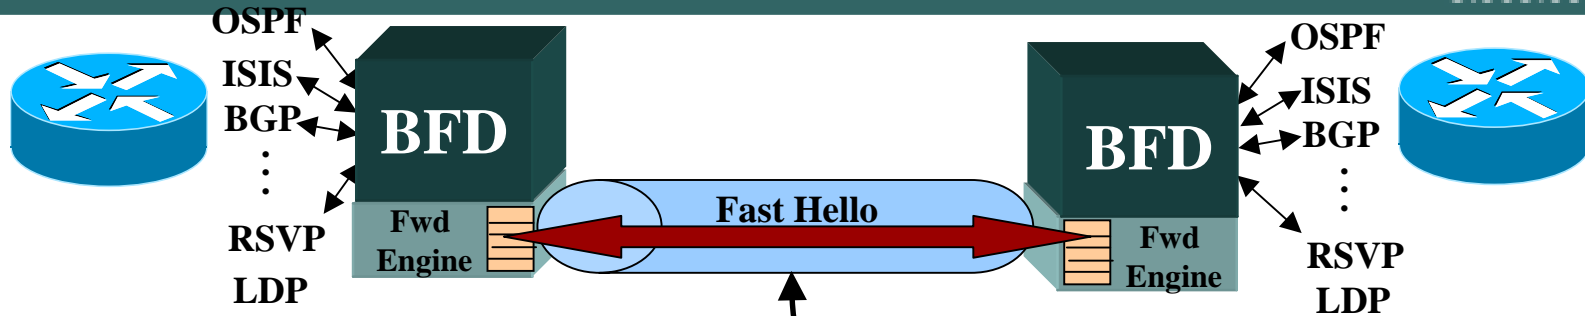 OSPF
ISIS
BGP
RSVP
LDP
BFD
Fwd
Engine
Fast Hello
BFD
Fwd
Engine
OSPF
ISIS
BGP
RSVP
LDP